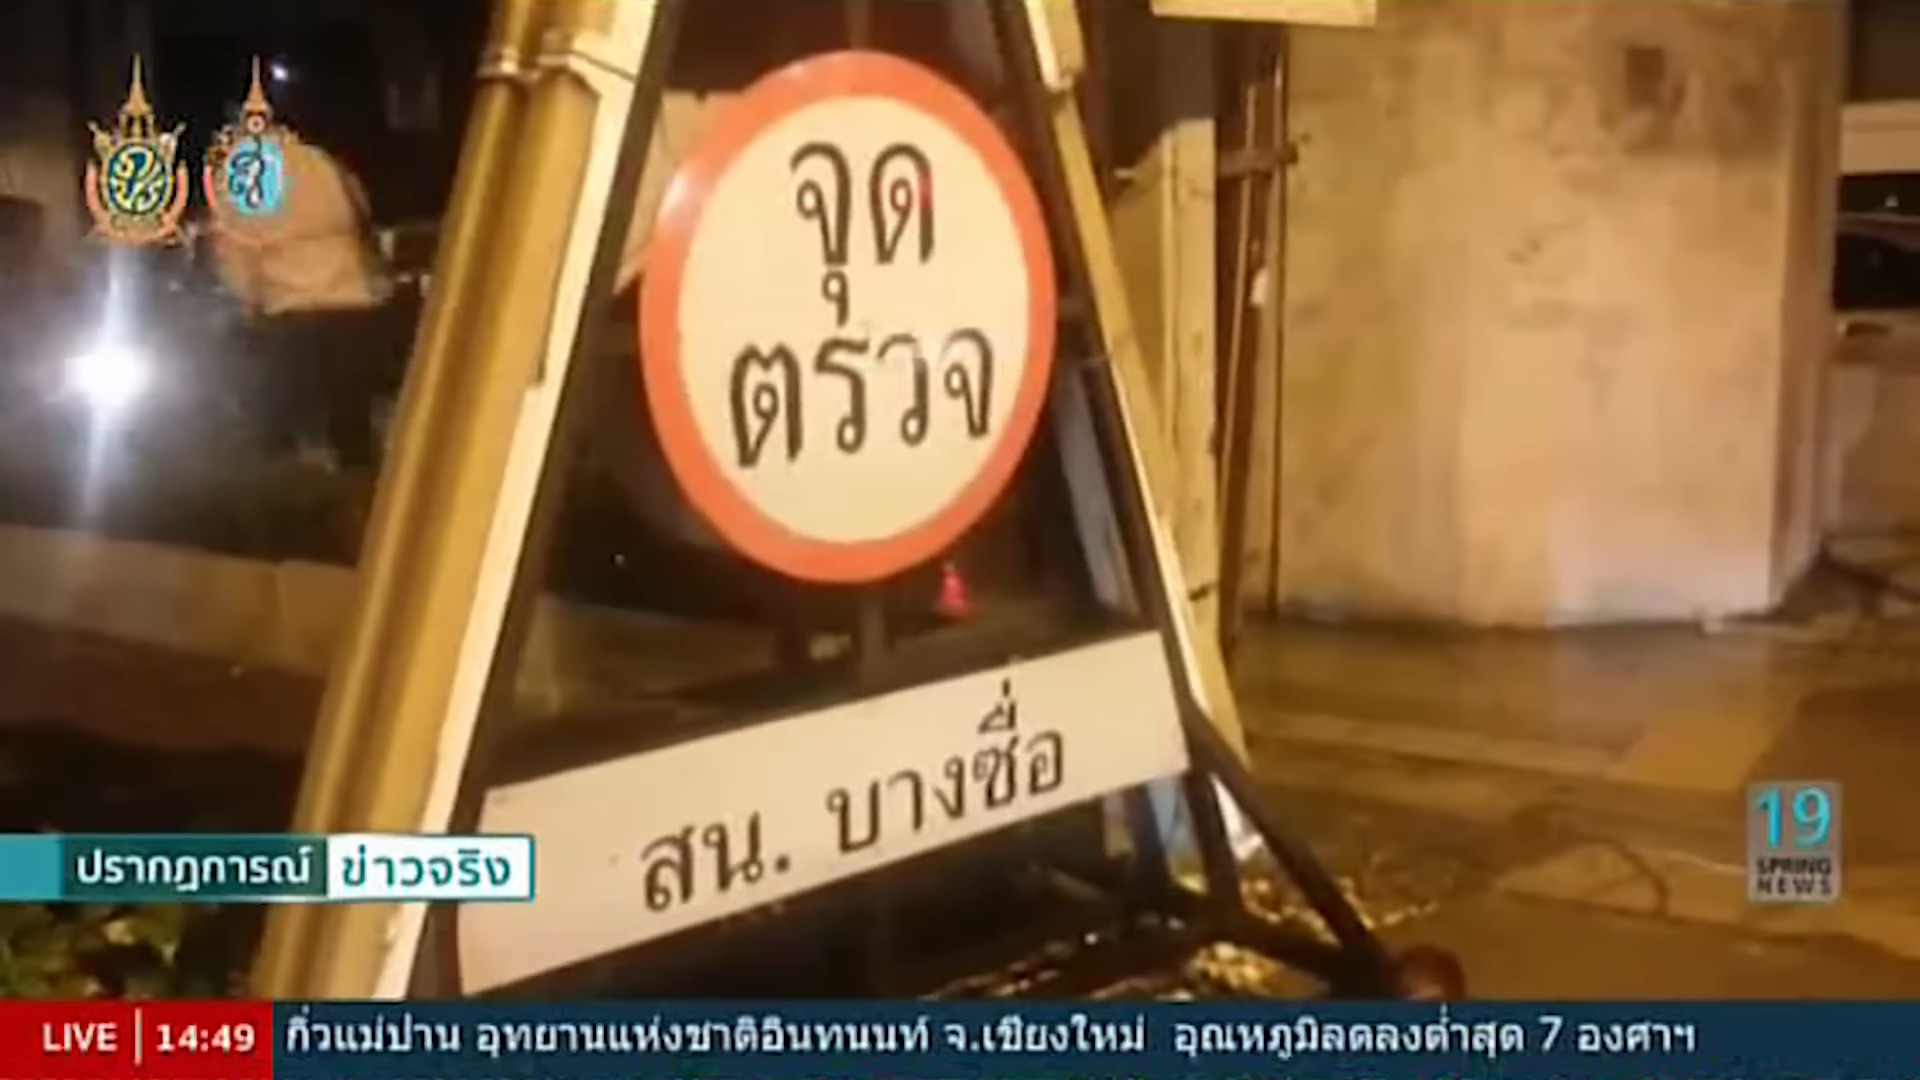 จุด
ตรวจ
สน. บางซื่อ
ปรากฏการณ์ ข่าวจริง
19
SPRING
NEWS
LIVE 14:49 กิ่วแม่ปาน อุทยานแห่งชาติอินทนนท์ จ.เชียงใหม่ อุณหภูมิลดลงต่ำสุด 7 องศาฯ